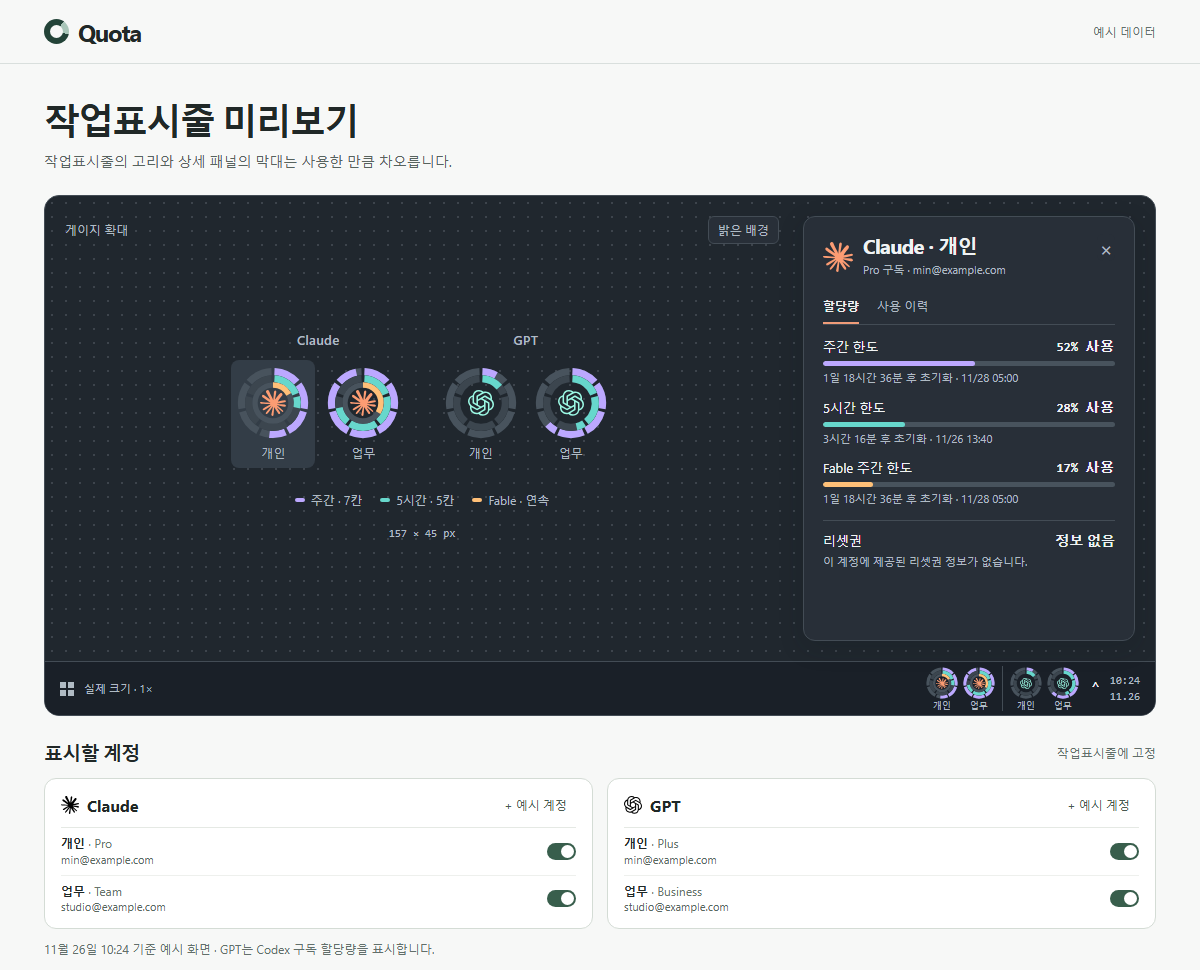 Quota
예시 데이터
작업표시줄 미리보기
작업표시줄의 고리와 상세 패널의 막대는 사용한 만큼 차오릅니다.
게이지 확대
밝은 배경
Claude
GPT
개인
업무
개인
업무
주간 · 7칸
5시간 · 5칸
Fable · 연속
157 × 45 px
Claude · 개인
×
Pro 구독 · min@example.com
할당량
사용 이력
주간 한도
52% 사용
1일 18시간 36분 후 초기화 · 11/28 05:00
5시간 한도
28% 사용
3시간 16분 후 초기화 · 11/26 13:40
Fable 주간 한도
17% 사용
1일 18시간 36분 후 초기화 · 11/28 05:00
리셋권
정보 없음
이 계정에 제공된 리셋권 정보가 없습니다.
실제 크기 · 1×
개인
업무
개인
업무
^
10:24
11.26
표시할 계정
작업표시줄에 고정
Claude
+ 예시 계정
개인 · Pro
min@example.com
업무 · Team
studio@example.com
GPT
+ 예시 계정
개인 · Plus
min@example.com
업무 · Business
studio@example.com
11월 26일 10:24 기준 예시 화면 · GPT는 Codex 구독 할당량을 표시합니다.